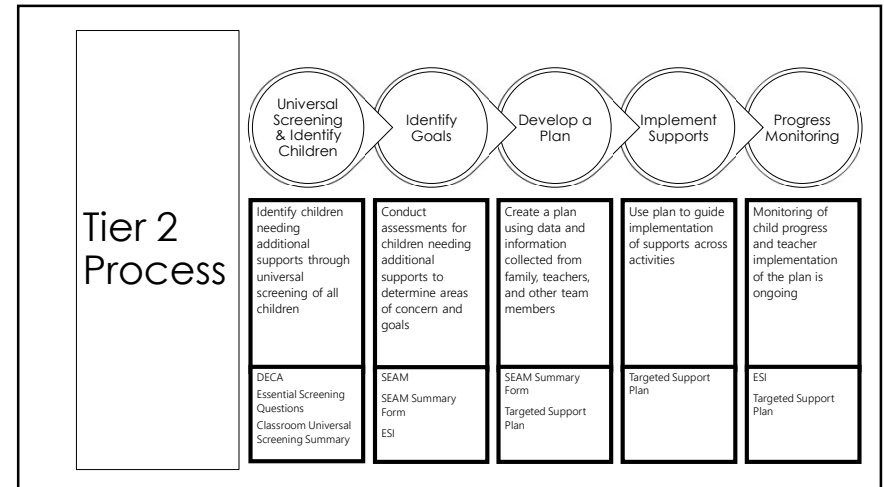 Tier 2
Process
Universal
Screening
& Identify
Children
Identify
Goals
Develop a
Plan
Implement
Supports
Progress
Monitoring
Identify children
needing
additional
supports through
universal
screening of all
children
Conduct
assessments for
children needing
additional
supports to
determine areas
of concern and
goals
Create a plan
using data and
information
collected from
family, teachers,
and other team
members
Use plan to guide
implementation
of supports across
activities
Monitoring of
child progress
and teacher
implementation
of the plan is
ongoing
DECA
Essential Screening
Questions
Classroom Universal
Screening Summary
SEAM
SEAM Summary
Form
ESI
SEAM Summary
Form
Targeted Support
Plan
Targeted Support
Plan
ESI
Targeted Support
Plan